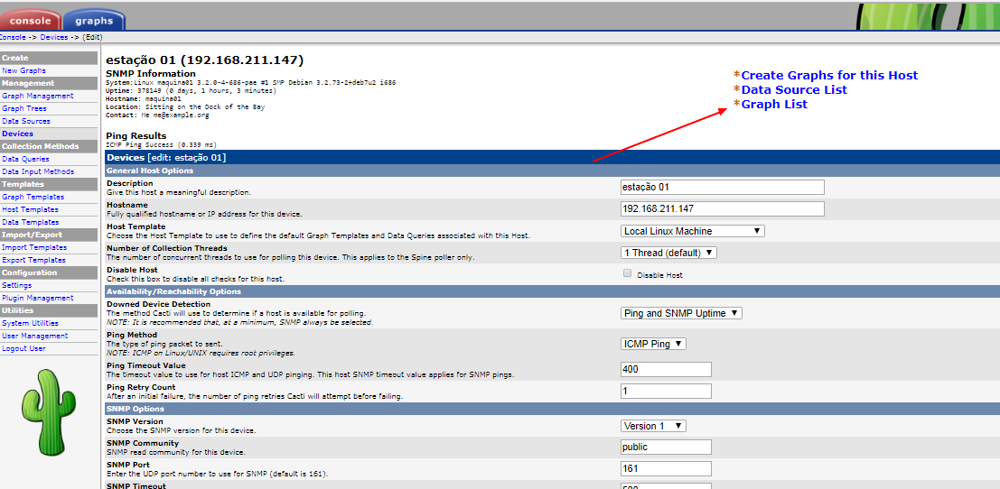 console graphs
Console -> Devices -> (Edit)
Create
New Graphs
Management
Graph Management
Graph Trees
Data Sources
Devices
Collection Methods
Data Queries
Data Input Methods
Templates
Graph Templates
Host Templates
Data Templates
Import/Export
Import Templates
Export Templates
Configuration
Settings
Plugin Management
Utilities
System Utilities
User Management
Logout User
estação 01 (192.168.211.147)
SNMP Information
System:Linux maquina01 3.2.0-4-686-pae #1 SMP Debian 3.2.73-2+deb7u2 i686
Uptime: 378149 (0 days, 1 hours, 3 minutes)
Hostname: maquina01
Location: Sitting on the Dock of the Bay
Contact: Me me@example.org
*Create Graphs for this Host
*Data Source List
*Graph List
Ping Results
ICMP Ping Success (0.339 ms)
Devices [edit: estação 01]
General Host Options
Description
Give this host a meaningful description.
estação 01
Hostname
Fully qualified hostname or IP address for this device.
192.168.211.147
Host Template
Choose the Host Template to use to define the default Graph Templates and Data Queries associated with this Host.
Local Linux Machine
Number of Collection Threads
The number of concurrent threads to use for polling this device. This applies to the Spine poller only.
1 Thread (default)
Disable Host
Check this box to disable all checks for this host.
Disable Host
Availability/Reachability Options
Downed Device Detection
The method Cacti will use to determine if a host is available for polling.
NOTE: It is recommended that, at a minimum, SNMP always be selected.
Ping and SNMP Uptime
Ping Method
The type of ping packet to sent.
NOTE: ICMP on Linux/UNIX requires root privileges.
ICMP Ping
Ping Timeout Value
The timeout value to use for host ICMP and UDP pinging. This host SNMP timeout value applies for SNMP pings.
400
Ping Retry Count
After an initial failure, the number of ping retries Cacti will attempt before failing.
1
SNMP Options
SNMP Version
Choose the SNMP version for this device.
Version 1
SNMP Community
SNMP read community for this device.
public
SNMP Port
Enter the UDP port number to use for SNMP (default is 161).
161
SNMP Timeout